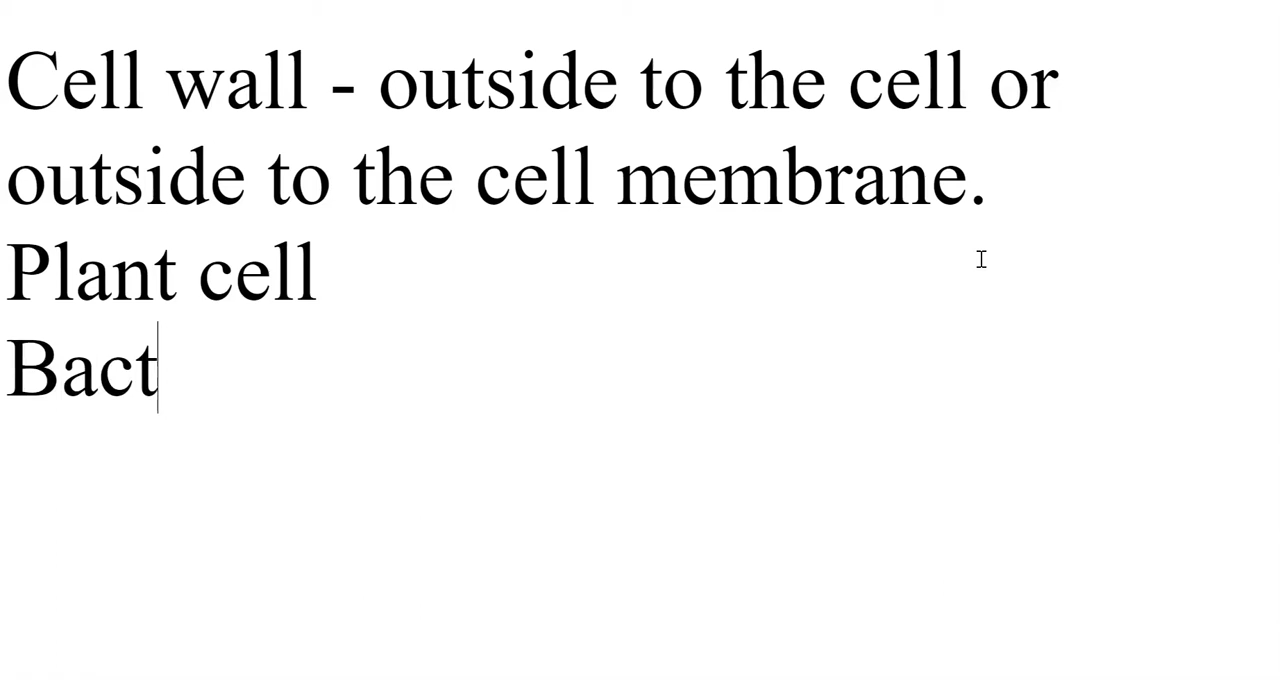 Cell wall - outside to the cell or
outside to the cell membrane.
Plant cell
Bact